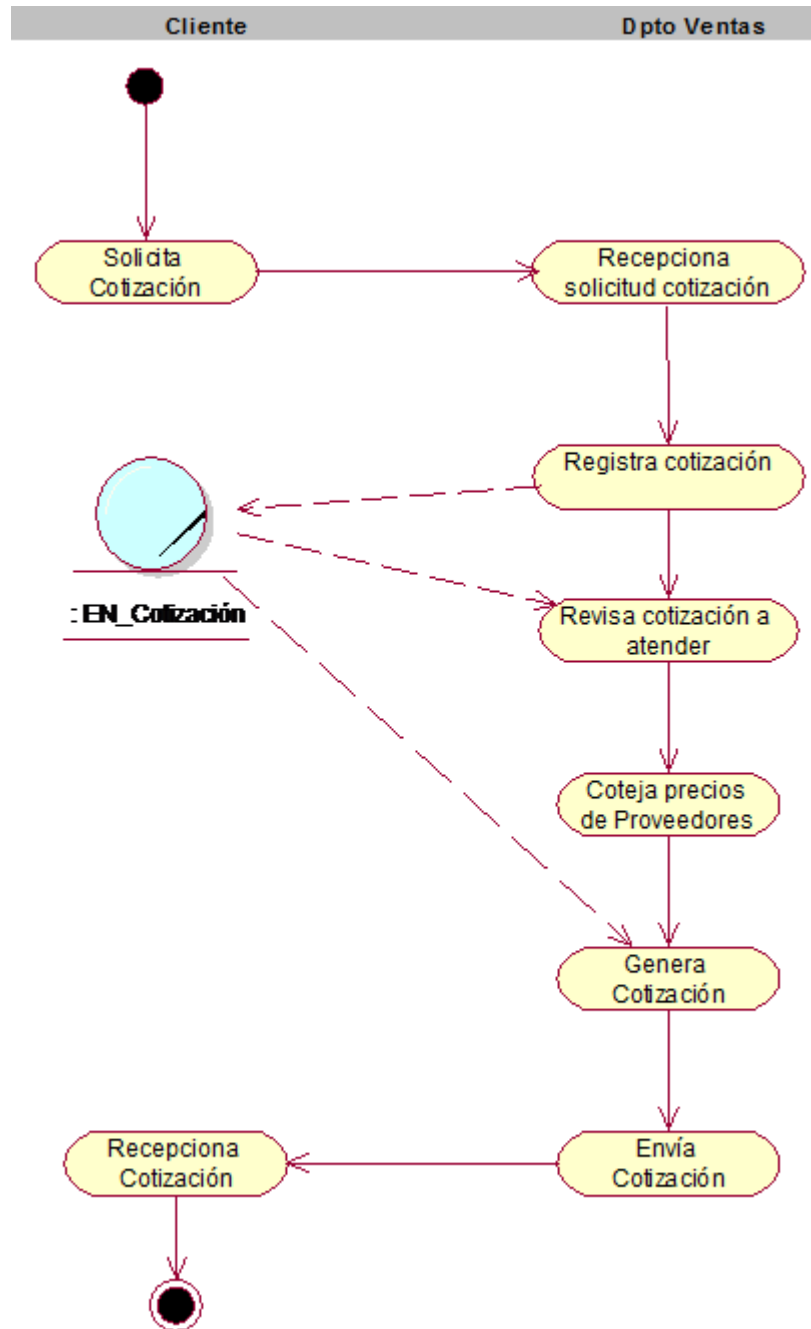 Cliente
Dpto Ventas
Solicita
Cotización
Recepciona
solicitud cotización
Registra cotización
: EN_Cotización
Revisa cotización a
atender
Coteja precios
de Proveedores
Genera
Cotización
Recepciona
Cotización
Envía
Cotización